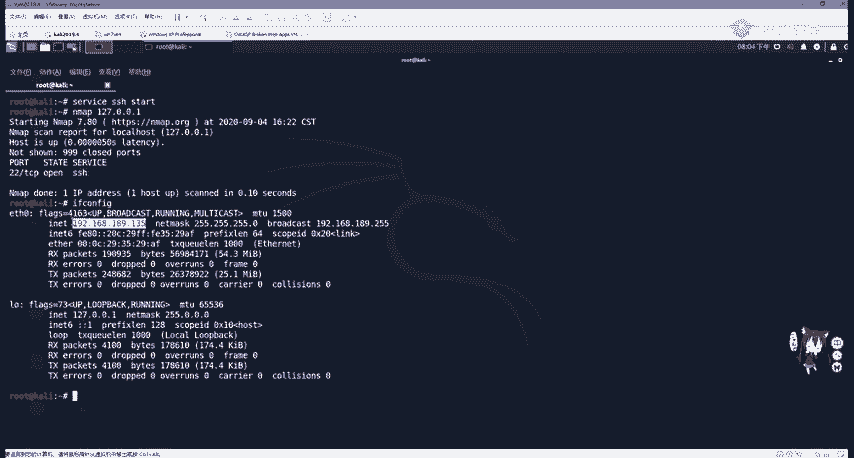 root@kali: ~
08:04 下午
root@kali: ~
文件(F) 动作(A) 编辑(E) 查看(V) 帮助(H)
root@kali: ~
root@kali:~# service ssh start
root@kali:~# nmap 127.0.0.1
Starting Nmap 7.80 ( https://nmap.org ) at 2020-09-04 16:22 CST
Nmap scan report for localhost (127.0.0.1)
Host is up (0.0000050s latency).
Not shown: 999 closed ports
PORT STATE SERVICE
22/tcp open ssh
Nmap done: 1 IP address (1 host up) scanned in 0.10 seconds
root@kali:~# ifconfig
eth0: flags=4163<UP,BROADCAST,RUNNING,MULTICAST> mtu 1500
inet 192.168.189.135 netmask 255.255.255.0 broadcast 192.168.189.255
inet6 fe80::20c:29ff:fe35:29af prefixlen 64 scopeid 0x20<link>
ether 00:0c:29:35:29:af txqueuelen 1000 (Ethernet)
RX packets 190935 bytes 56984171 (54.3 MiB)
RX errors 0 dropped 0 overruns 0 frame 0
TX packets 248682 bytes 26378922 (25.1 MiB)
TX errors 0 dropped 0 overruns 0 carrier 0 collisions 0
lo: flags=73<UP,LOOPBACK,RUNNING> mtu 65536
inet 127.0.0.1 netmask 255.0.0.0
inet6 ::1 prefixlen 128 scopeid 0x10<host>
loop txqueuelen 1000 (Local Loopback)
RX packets 4100 bytes 178610 (174.4 KiB)
RX errors 0 dropped 0 overruns 0 frame 0
TX packets 4100 bytes 178610 (174.4 KiB)
TX errors 0 dropped 0 overruns 0 carrier 0 collisions 0
root@kali:~#